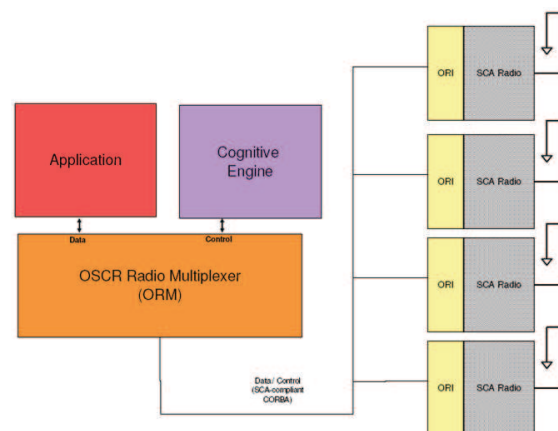 Application
Cognitive
Engine
Data
Control
OSCR Radio Multiplexer
(ORM)
Data / Control
(SCA-compliant
CORBA)
ORI
SCA Radio
ORI
SCA Radio
ORI
SCA Radio
ORI
SCA Radio